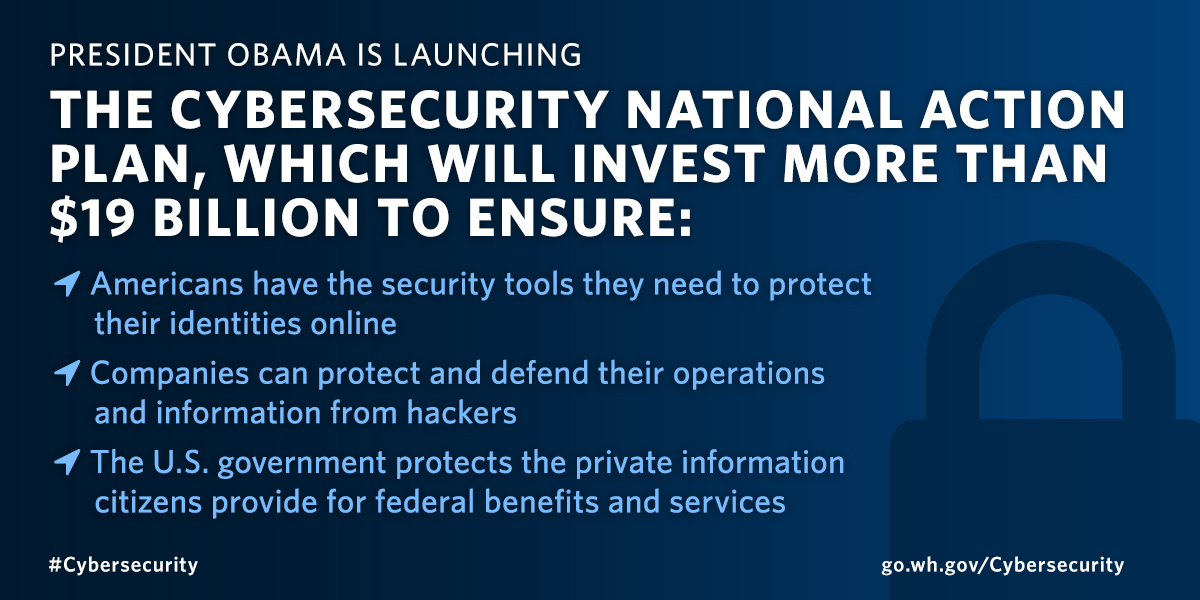 PRESIDENT OBAMA IS LAUNCHING
THE CYBERSECURITY NATIONAL ACTION
PLAN, WHICH WILL INVEST MORE THAN
$19 BILLION TO ENSURE:
Americans have the security tools they need to protect
their identities online
Companies can protect and defend their operations
and information from hackers
The U.S. government protects the private information
citizens provide for federal benefits and services
#Cybersecurity
go.wh.gov/Cybersecurity